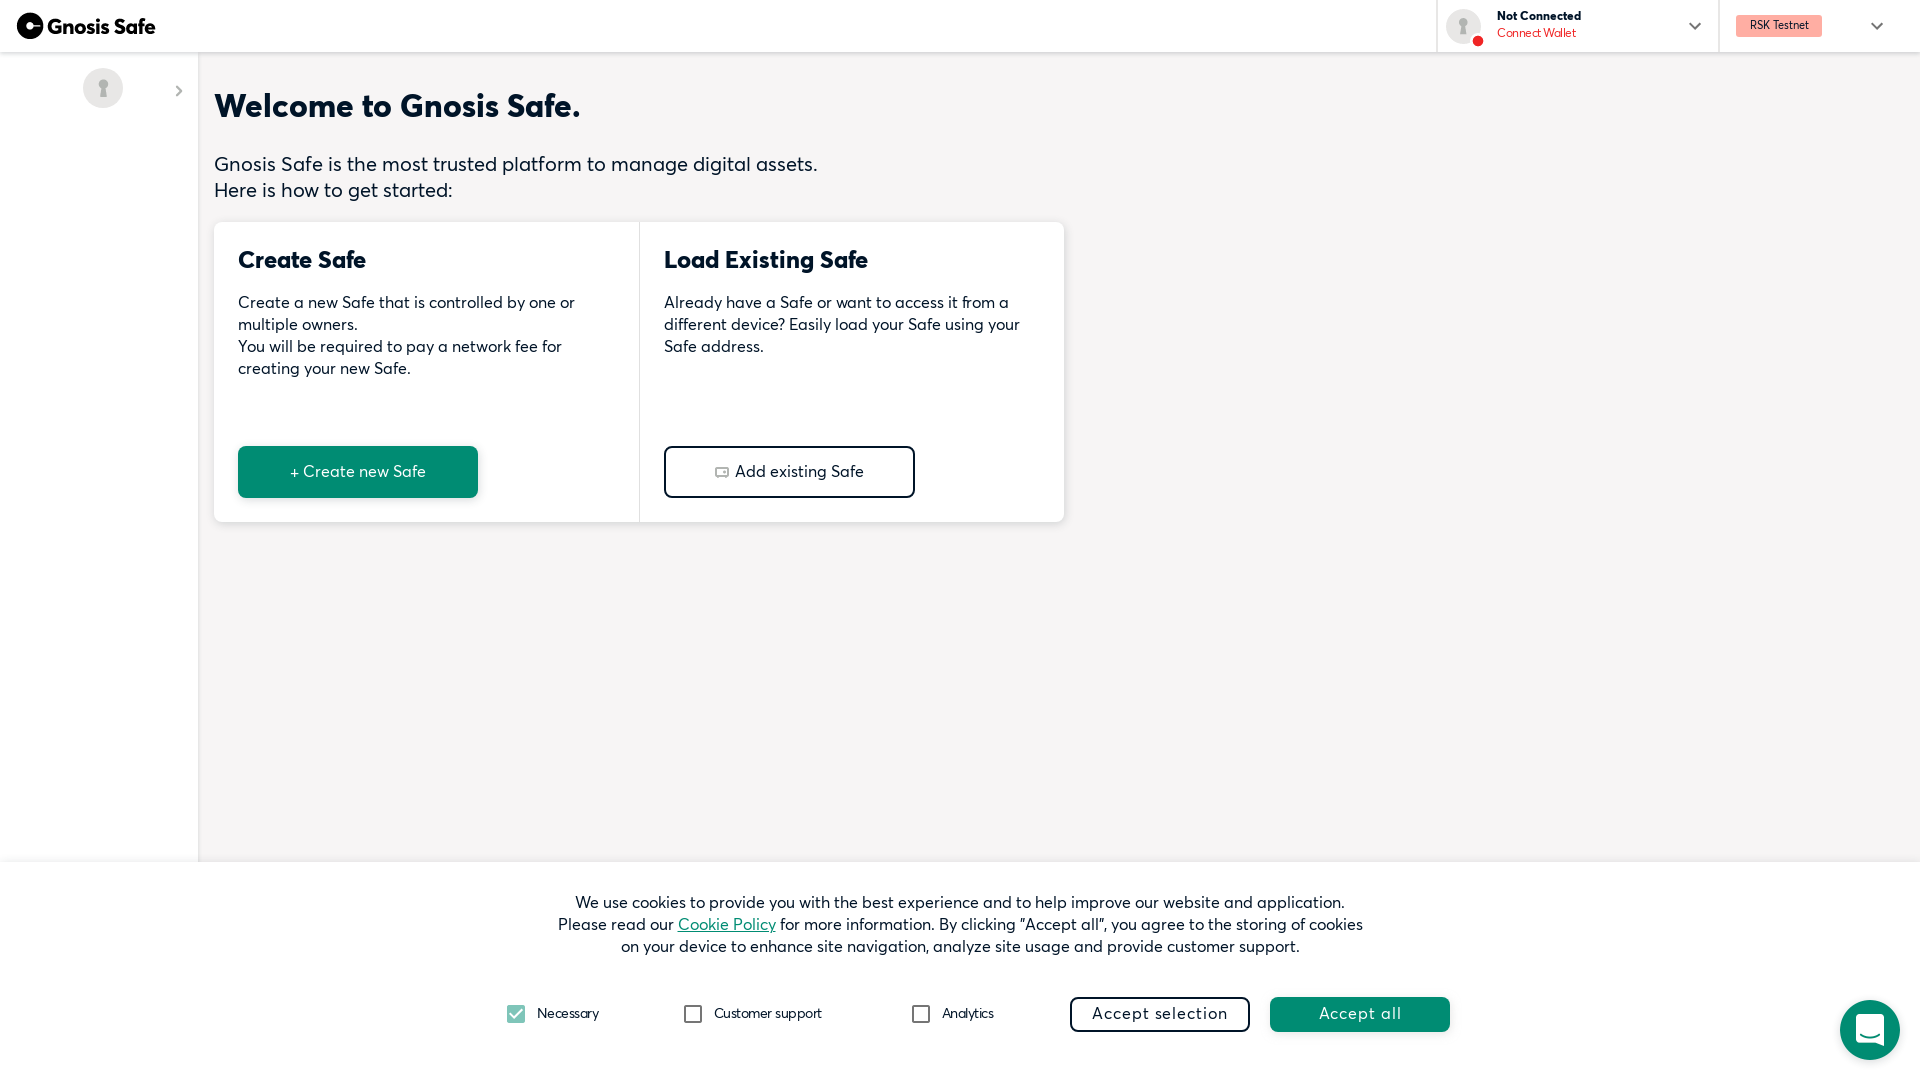 Gnosis Safe
Not Connected
Connect Wallet
RSK Testnet
Welcome to Gnosis Safe.
Gnosis Safe is the most trusted platform to manage digital assets.
Here is how to get started:
Create Safe
Create a new Safe that is controlled by one or
multiple owners.
You will be required to pay a network fee for
creating your new Safe.
+ Create new Safe
Load Existing Safe
Already have a Safe or want to access it from a
different device? Easily load your Safe using your
Safe address.
Add existing Safe
We use cookies to provide you with the best experience and to help improve our website and application.
Please read our Cookie Policy for more information. By clicking "Accept all", you agree to the storing of cookies
on your device to enhance site navigation, analyze site usage and provide customer support.
Necessary
Customer support
Analytics
Accept selection
Accept all